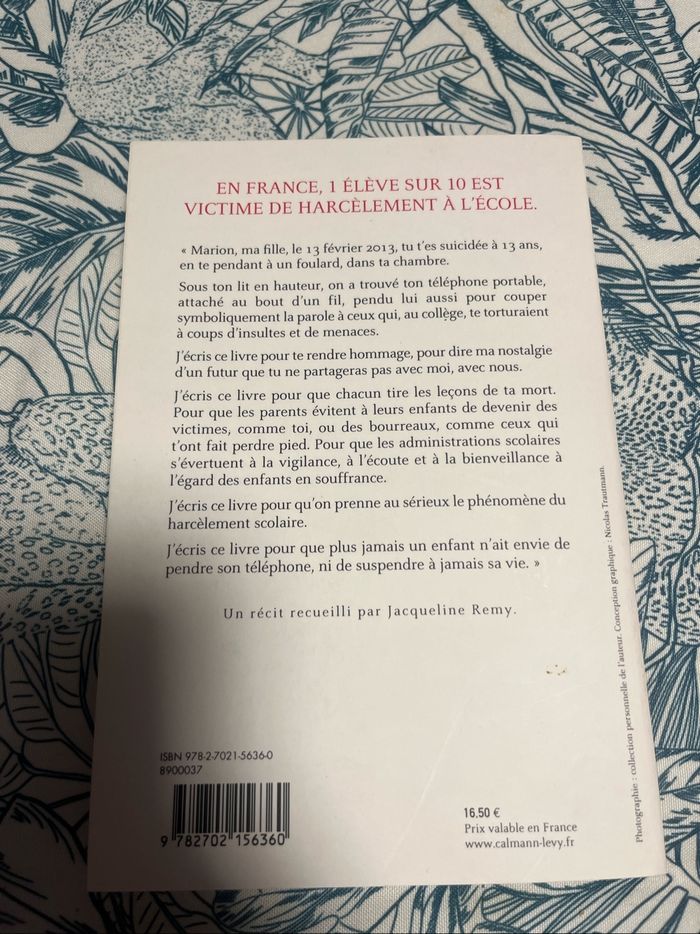 EN FRANCE, 1 ÉLÈVE SUR 10 EST
VICTIME DE HARCÈLEMENT À L'ÉCOLE.
« Marion, ma fille, le 13 février 2013, tu t'es suicidée à 13 ans,
en te pendant à un foulard, dans ta chambre.
Sous ton lit en hauteur, on a trouvé ton téléphone portable,
attaché au bout d'un fil, pendu lui aussi pour couper
symboliquement la parole à ceux qui, au collège, te torturaient
à coups d'insultes et de menaces.
J'écris ce livre pour te rendre hommage, pour dire ma nostalgie
d'un futur que tu ne partageras pas avec moi, avec nous.
J'écris ce livre pour que chacun tire les leçons de ta mort.
Pour que les parents évitent à leurs enfants de devenir des
victimes, comme toi, ou des bourreaux, comme ceux qui
t'ont fait perdre pied. Pour que les administrations scolaires
s'évertuent à la vigilance, à l'écoute et à la bienveillance à
l'égard des enfants en souffrance.
J'écris ce livre pour qu'on prenne au sérieux le phénomène du
harcèlement scolaire.
J'écris ce livre pour que plus jamais un enfant n'ait envie de
pendre son téléphone, ni de suspendre à jamais sa vie. »
Un récit recueilli par Jacqueline Remy.
ISBN 978-2-7021-5636-0
8900037
9 782702 156360
16,50 €
Prix valable en France
www.calmann-levy.fr
Photographie : collection personnelle de l'auteur. Conception graphique : Nicolas Trautmann.